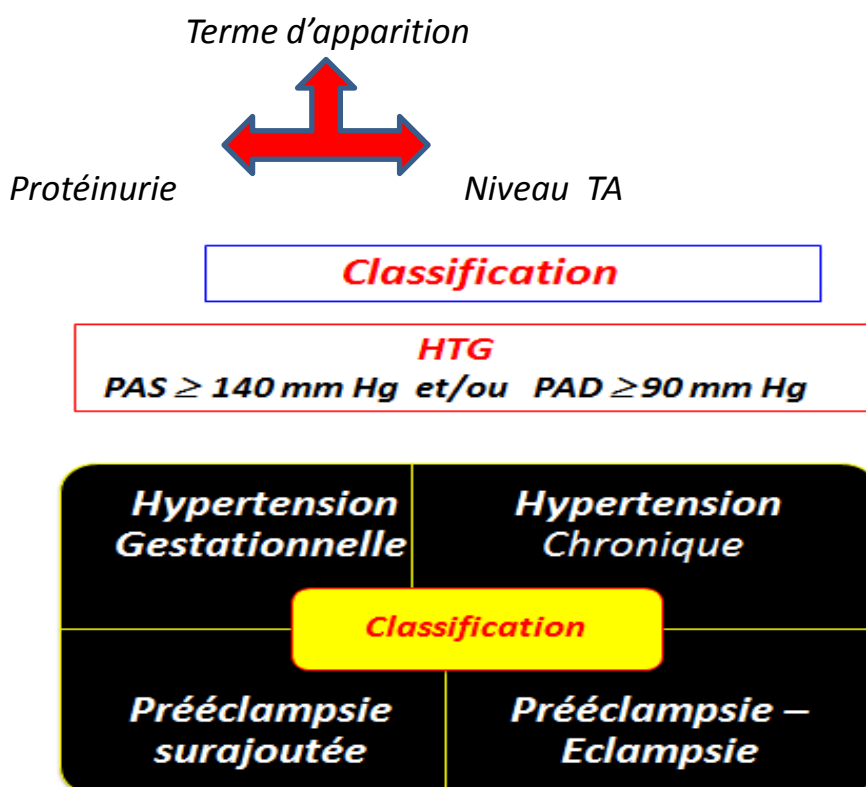 Terme d’apparition
Protéinurie
Niveau TA
Classification
HTG
PAS ≥ 140 mm Hg et/ou PAD ≥90 mm Hg
Hypertension
Gestationnelle
Hypertension
Chronique
Classification
Prééclampsie
surajoutée
Prééclampsie –
Eclampsie